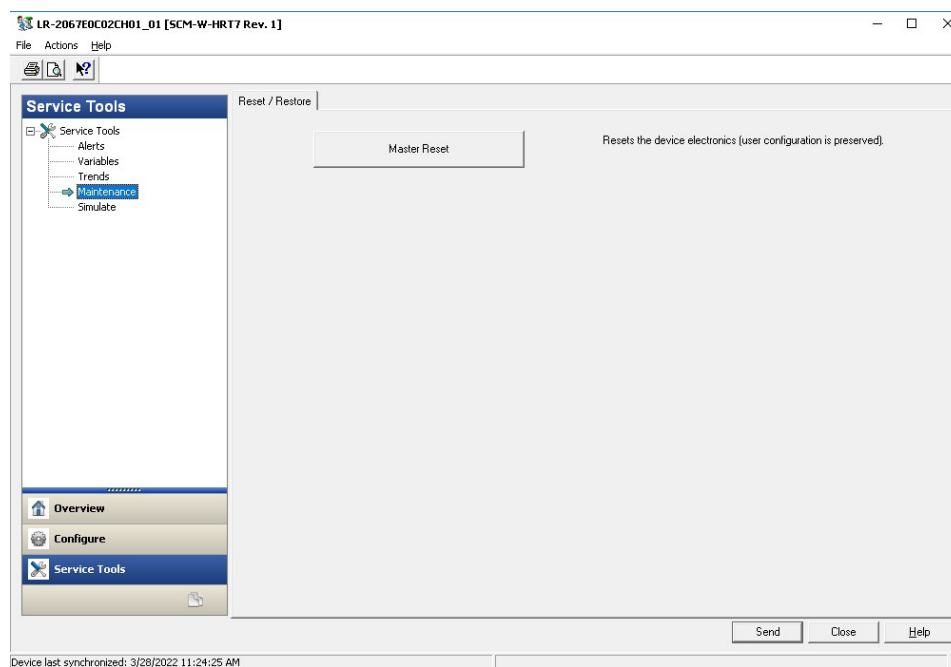 LR-2067E0C02CH01_01 [SCM-W-HRT7 Rev. 1]
File Actions Help
Service Tools
Service Tools
Alerts
Variables
Trends
Maintenance
Simulate
Overview
Configure
Service Tools
Reset / Restore
Master Reset
Resets the device electronics (user configuration is preserved).
Send Close Help
Device last synchronized: 3/28/2022 11:24:25 AM